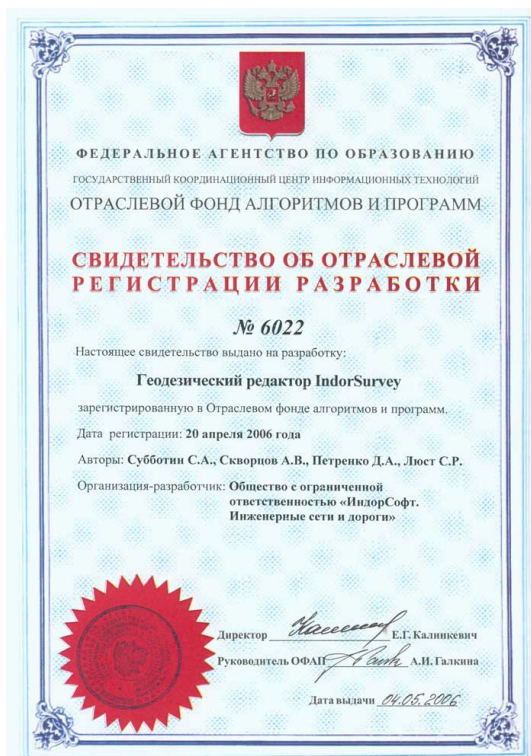 ФЕДЕРАЛЬНОЕ АГЕНТСТВО ПО ОБРАЗОВАНИЮ
ГОСУДАРСТВЕННЫЙ КООРДИНАЦИОННЫЙ ЦЕНТР ИНФОРМАЦИОННЫХ ТЕХНОЛОГИЙ
ОТРАСЛЕВОЙ ФОНД АЛГОРИТМОВ И ПРОГРАММ
СВИДЕТЕЛЬСТВО ОБ ОТРАСЛЕВОЙ
РЕГИСТРАЦИИ РАЗРАБОТКИ
№ 6022
Настоящее свидетельство выдано на разработку:
Геодезический редактор IndorSurvey
зарегистрированную в Отраслевом фонде алгоритмов и программ.
Дата регистрации: 20 апреля 2006 года
Авторы: Субботин С.А., Скворцов А.В., Петренко Д.А., Люст С.Р.
Организация-разработчик: Общество с ограниченной
ответственностью «ИндорСофт.
Инженерные сети и дороги»
Директор Е.Г. Калинкевич
Руководитель ОФАП А.И. Галкина
Дата выдачи 04.05.2006